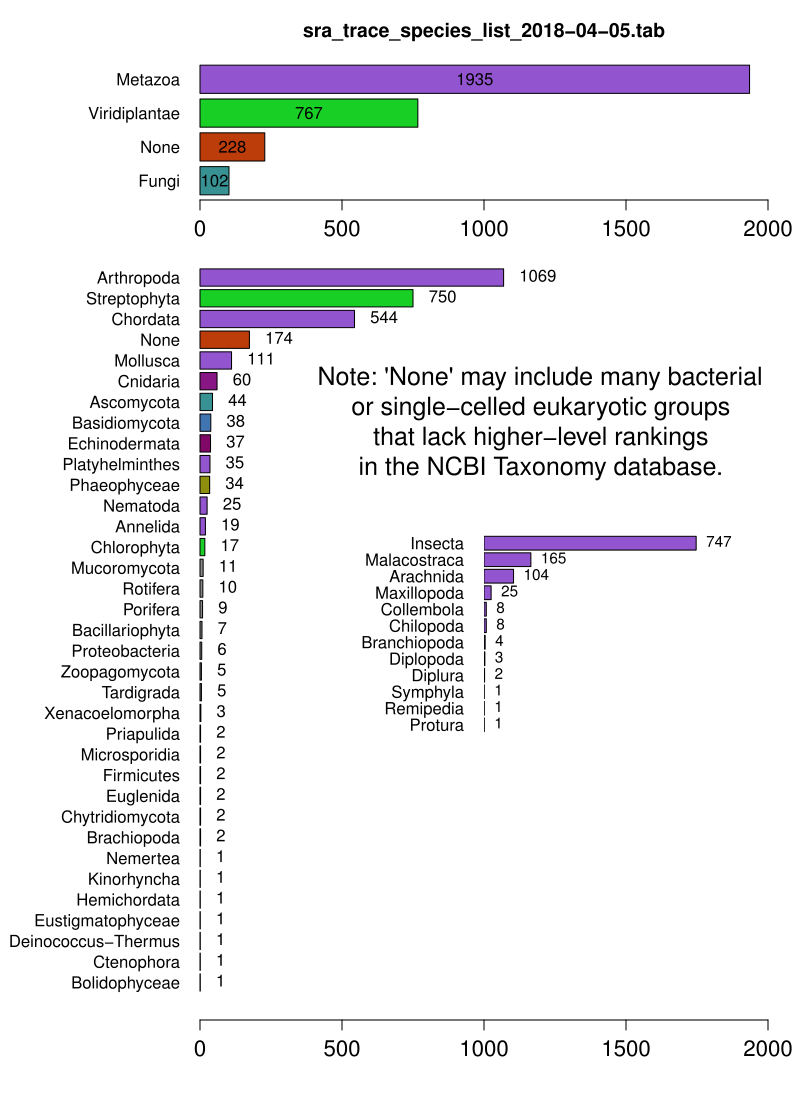 sra_trace_species_list_2018−04−05.tab
Metazoa 1935
Viridiplantae 767
None 228
Fungi 102
0 500 1000 1500 2000
Arthropoda 1069
Streptophyta 750
Chordata 544
None 174
Mollusca 111
Cnidaria 60
Ascomycota 44
Basidiomycota 38
Echinodermata 37
Platyhelminthes 35
Phaeophyceae 34
Nematoda 25
Annelida 19
Chlorophyta 17
Mucoromycota 11
Rotifera 10
Porifera 9
Bacillariophyta 7
Proteobacteria 6
Zoopagomycota 5
Tardigrada 5
Xenacoelomorpha 3
Priapulida 2
Microsporidia 2
Firmicutes 2
Euglenida 2
Chytridiomycota 2
Brachiopoda 2
Nemertea 1
Kinorhyncha 1
Hemichordata 1
Eustigmatophyceae 1
Deinococcus−Thermus 1
Ctenophora 1
Bolidophyceae 1
0 500 1000 1500 2000
Note: 'None' may include many bacterial
or single−celled eukaryotic groups
that lack higher−level rankings
in the NCBI Taxonomy database.
Insecta 747
Malacostraca 165
Arachnida 104
Maxillopoda 25
Collembola 8
Chilopoda 8
Branchiopoda 4
Diplopoda 3
Diplura 2
Symphyla 1
Remipedia 1
Protura 1